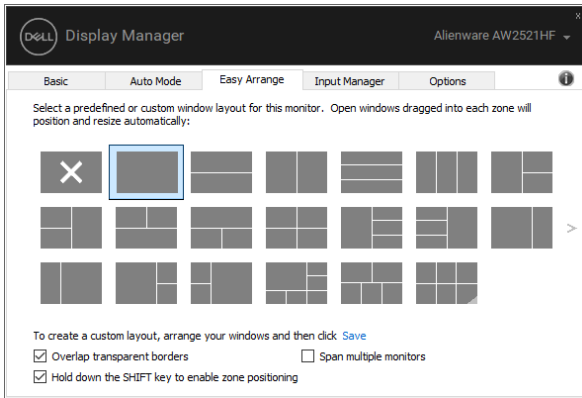 DELL Display Manager Alienware AW2521HF
x
Basic Auto Mode Easy Arrange Input Manager Options i
Select a predefined or custom window layout for this monitor. Open windows dragged into each zone will
position and resize automatically:
>
To create a custom layout, arrange your windows and then click Save
Overlap transparent borders Span multiple monitors
Hold down the SHIFT key to enable zone positioning